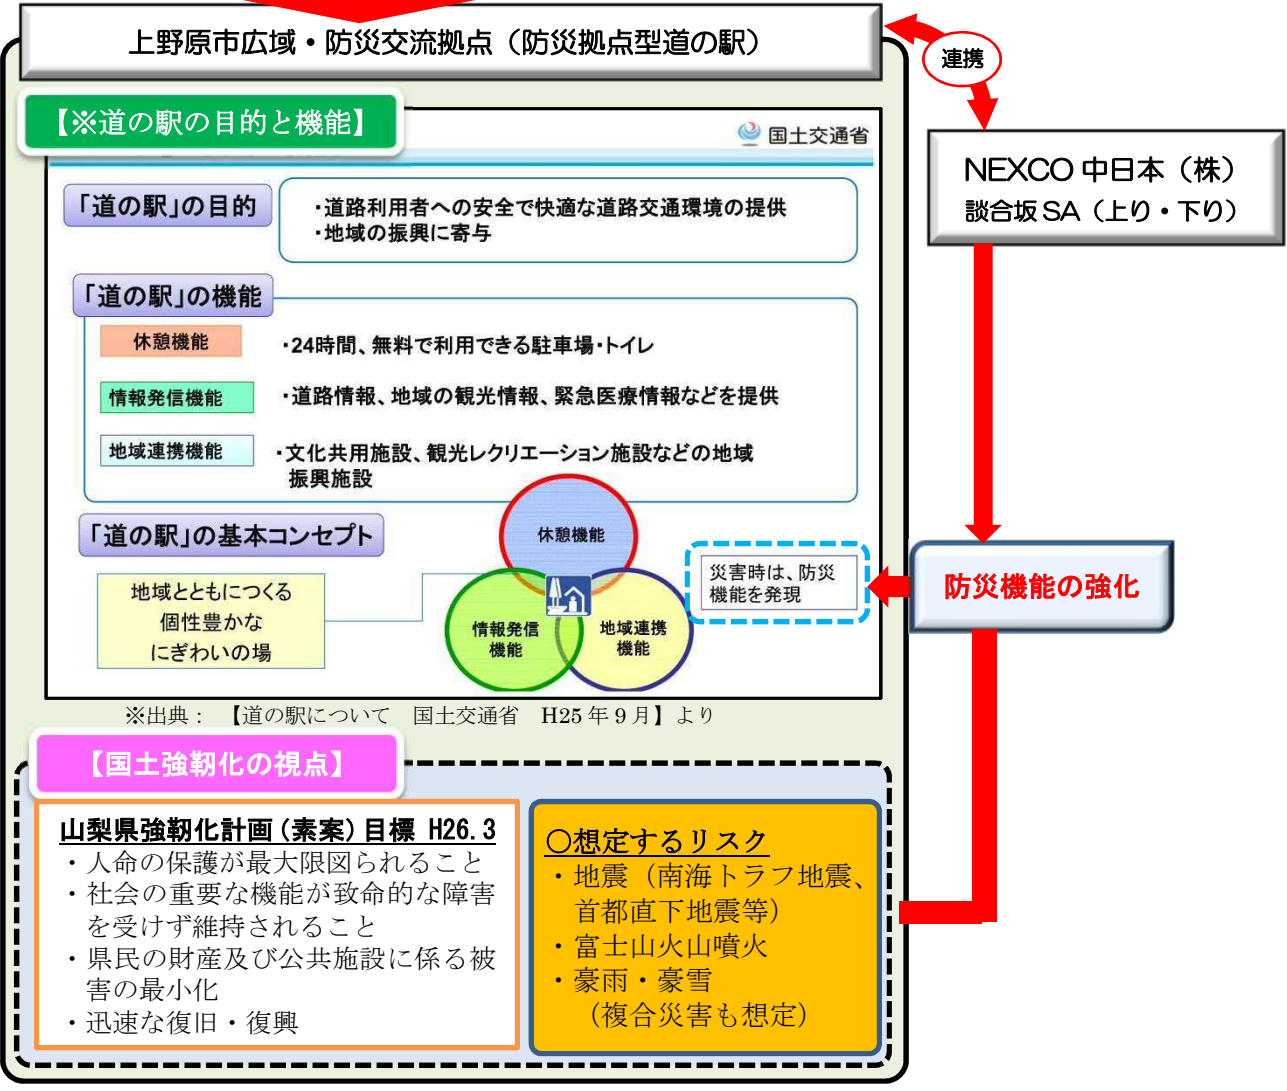 上野原市広域・防災交流拠点（防災拠点型道の駅）
連携
【※道の駅の目的と機能】
国土交通省
NEXCO 中日本（株）
談合坂 SA（上り・下り）
「道の駅」の目的
・道路利用者への安全で快適な道路交通環境の提供
・地域の振興に寄与
「道の駅」の機能
休憩機能
・24時間、無料で利用できる駐車場・トイレ
情報発信機能
・道路情報、地域の観光情報、緊急医療情報などを提供
地域連携機能
・文化共用施設、観光レクリエーション施設などの地域
振興施設
「道の駅」の基本コンセプト
地域とともにつくる
個性豊かな
にぎわいの場
休憩機能
情報発信
機能
地域連携
機能
災害時は、防災
機能を発現
防災機能の強化
※出典： 【道の駅について　国土交通省　H25 年 9 月】より
【国土強靭化の視点】
山梨県強靭化計画（素案）目標 H26.3
・人命の保護が最大限図られること
・社会の重要な機能が致命的な障害
を受けず維持されること
・県民の財産及び公共施設に係る被
害の最小化
・迅速な復旧・復興
○想定するリスク
・地震（南海トラフ地震、
首都直下地震等）
・富士山火山噴火
・豪雨・豪雪
（複合災害も想定）